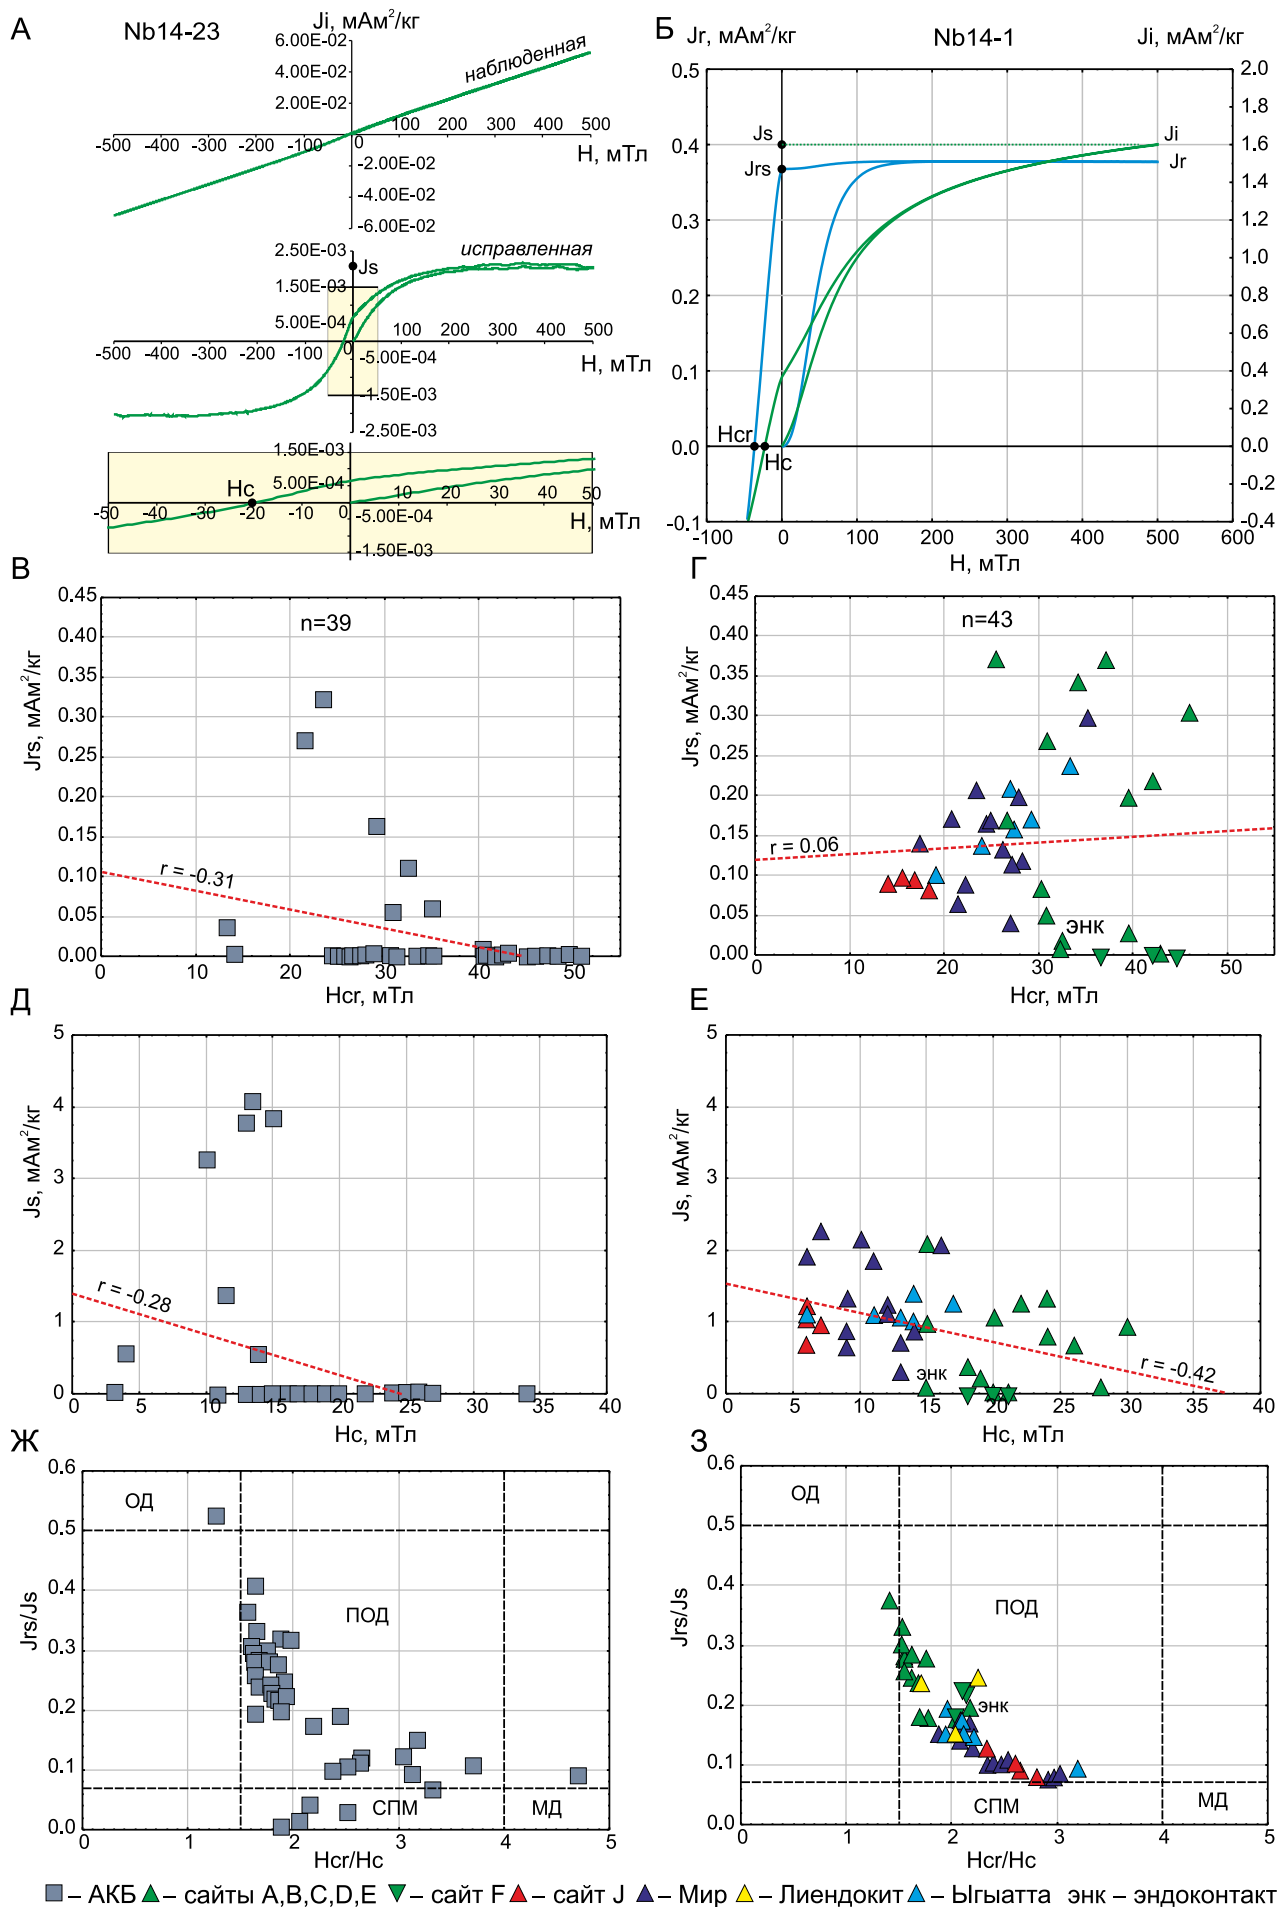 А
Nb14-23
Ji, мАм²/кг
6.00E-02
4.00E-02
2.00E-02
наблюденная
-500 -400 -300 -200 -100 0 100 200 300 400 500
H, мТл
-2.00E-02
-4.00E-02
-6.00E-02
2.50E-03
Js
исправленная
1.50E-03
5.00E-04
-500 -400 -300 -200 -100 0 100 200 300 400 500
H, мТл
-5.00E-04
-1.50E-03
-2.50E-03
1.50E-03
5.00E-04
Hc
-50 -40 -30 -20 -10 0 10 20 30 40 50
H, мТл
-5.00E-04
-1.50E-03
Б
Jr, мАм²/кг
Nb14-1
Ji, мАм²/кг
0.5
0.4
0.3
0.2
0.1
0.0
-0.1
2.0
1.8
1.6
1.4
1.2
1.0
0.8
0.6
0.4
0.2
0.0
-0.2
-0.4
Js
Jrs
Ji
Jr
Hcr
Hc
-100 0 100 200 300 400 500 600
H, мТл
В
n=39
0.45
0.40
0.35
0.30
0.25
0.20
0.15
0.10
0.05
0.00
Jrs, мАм²/кг
r = -0.31
0 10 20 30 40 50
Hcr, мТл
Г
n=43
0.45
0.40
0.35
0.30
0.25
0.20
0.15
0.10
0.05
0.00
Jrs, мАм²/кг
r = 0.06
энк
0 10 20 30 40
Hcr, мТл
Д
5
4
3
2
1
0
Js, мАм²/кг
r = -0.28
0 5 10 15 20 25 30 35 40
Hc, мТл
Е
5
4
3
2
1
0
Js, мАм²/кг
энк
r = -0.42
0 5 10 15 20 25 30 35 40
Hc, мТл
Ж
0.6
0.5
0.4
0.3
0.2
0.1
0.0
Jrs/Js
ОД
ПОД
СПМ
МД
0 1 2 3 4 5
Hcr/Hc
З
0.6
0.5
0.4
0.3
0.2
0.1
0.0
Jrs/Js
ОД
ПОД
энк
СПМ
МД
0 1 2 3 4 5
Hcr/Hc
– АКБ – сайты A,B,C,D,E – сайт F – сайт J – Мир – Лиендокит – Ыгыатта энк – эндоконтакт